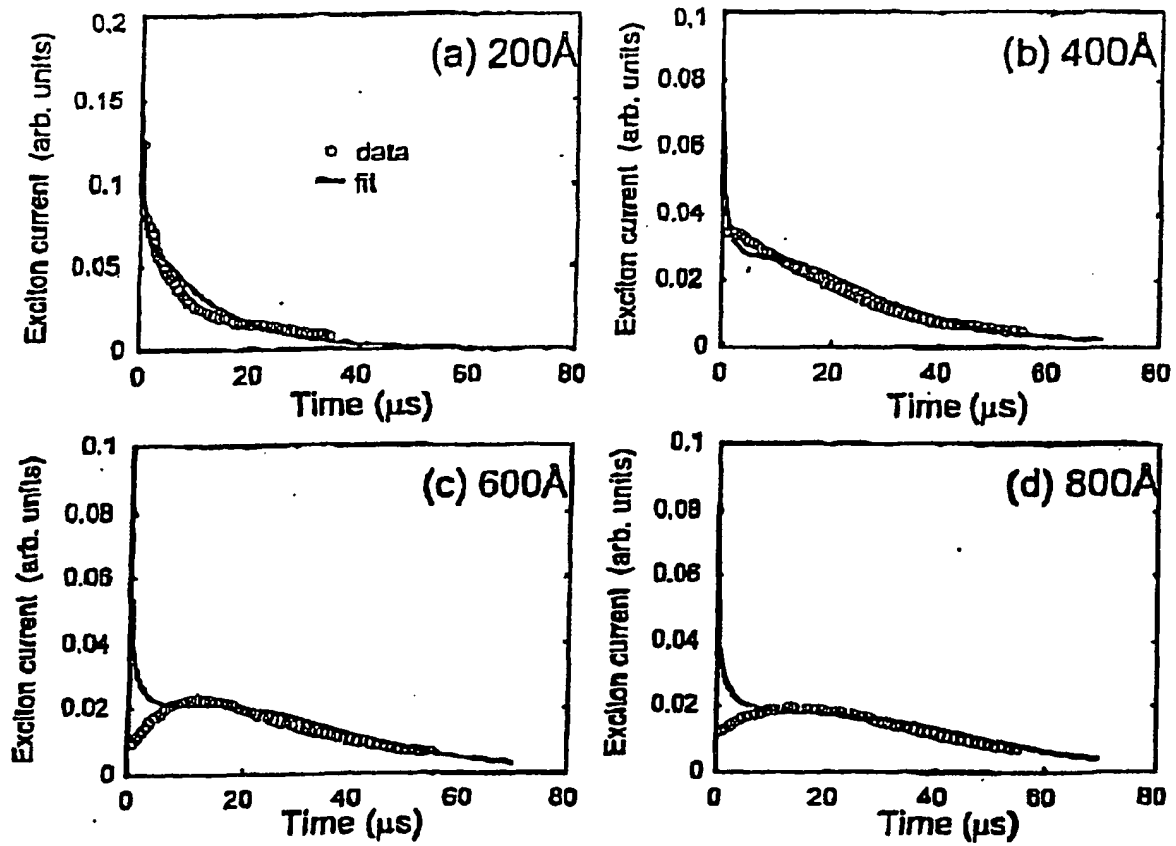 (a) 200Å
Exciton current (arb. units)
0.2
0.15
0.1
0.05
0
data
fit
0 20 40 60 80
Time (µs)
(b) 400Å
Exciton current (arb. units)
0.1
0.08
0.06
0.04
0.02
0
0 20 40 60 80
Time (µs)
(c) 600Å
Exciton current (arb. units)
0.1
0.08
0.06
0.04
0.02
0
0 20 40 60 80
Time (µs)
(d) 800Å
Exciton current (arb. units)
0.1
0.08
0.06
0.04
0.02
0
0 20 40 60 80
Time (µs)